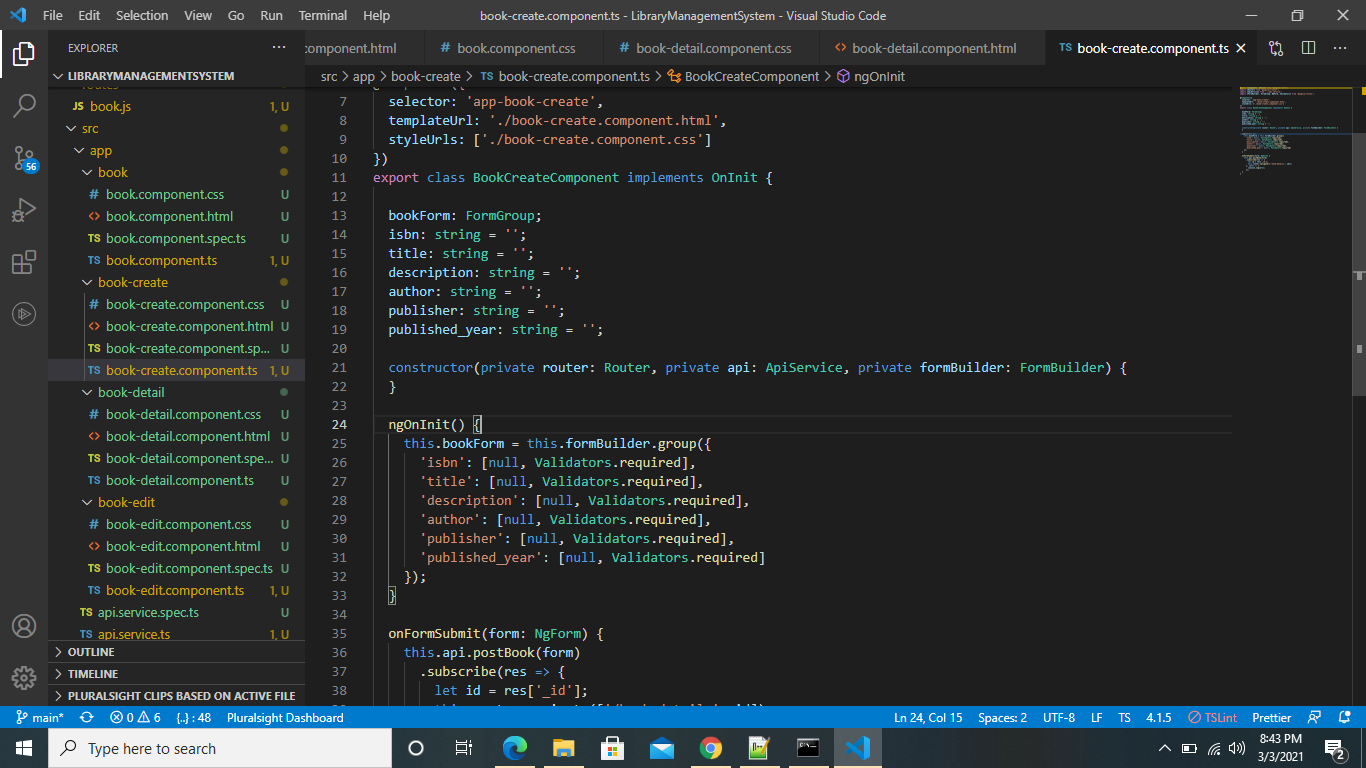 File Edit Selection View Go Run Terminal Help
book-create.component.ts - LibraryManagementSystem - Visual Studio Code
EXPLORER
component.html
# book.component.css
# book-detail.component.css
<> book-detail.component.html
TS book-create.component.ts
LIBRARYMANAGEMENTSYSTEM
src > app > book-create > TS book-create.component.ts > BookCreateComponent > ngOnInit
routes
JS book.js 1, U
src
app
book
# book.component.css U
<> book.component.html U
TS book.component.spec.ts U
TS book.component.ts 1, U
book-create
# book-create.component.css U
<> book-create.component.html U
TS book-create.component.sp... U
TS book-create.component.ts 1, U
book-detail
# book-detail.component.css U
<> book-detail.component.html U
TS book-detail.component.spe... U
TS book-detail.component.ts U
book-edit
# book-edit.component.css U
<> book-edit.component.html U
TS book-edit.component.spec.ts U
TS book-edit.component.ts 1, U
TS api.service.spec.ts U
TS api.service.ts 1, U
OUTLINE
TIMELINE
PLURALSIGHT CLIPS BASED ON ACTIVE FILE
56
7 selector: 'app-book-create',
8 templateUrl: './book-create.component.html',
9 styleUrls: ['./book-create.component.css']
10 })
11 export class BookCreateComponent implements OnInit {
12
13 bookForm: FormGroup;
14 isbn: string = '';
15 title: string = '';
16 description: string = '';
17 author: string = '';
18 publisher: string = '';
19 published_year: string = '';
20
21 constructor(private router: Router, private api: ApiService, private formBuilder: FormBuilder) {
22 }
23
24 ngOnInit() {
25 this.bookForm = this.formBuilder.group({
26 'isbn': [null, Validators.required],
27 'title': [null, Validators.required],
28 'description': [null, Validators.required],
29 'author': [null, Validators.required],
30 'publisher': [null, Validators.required],
31 'published_year': [null, Validators.required]
32 });
33 }
34
35 onFormSubmit(form: NgForm) {
36 this.api.postBook(form)
37 .subscribe(res => {
38 let id = res['_id'];
main* 0 6 {..} : 48 Pluralsight Dashboard
Ln 24, Col 15 Spaces: 2 UTF-8 LF TS 4.1.5 TSLint Prettier
Type here to search
8:43 PM
3/3/2021
2